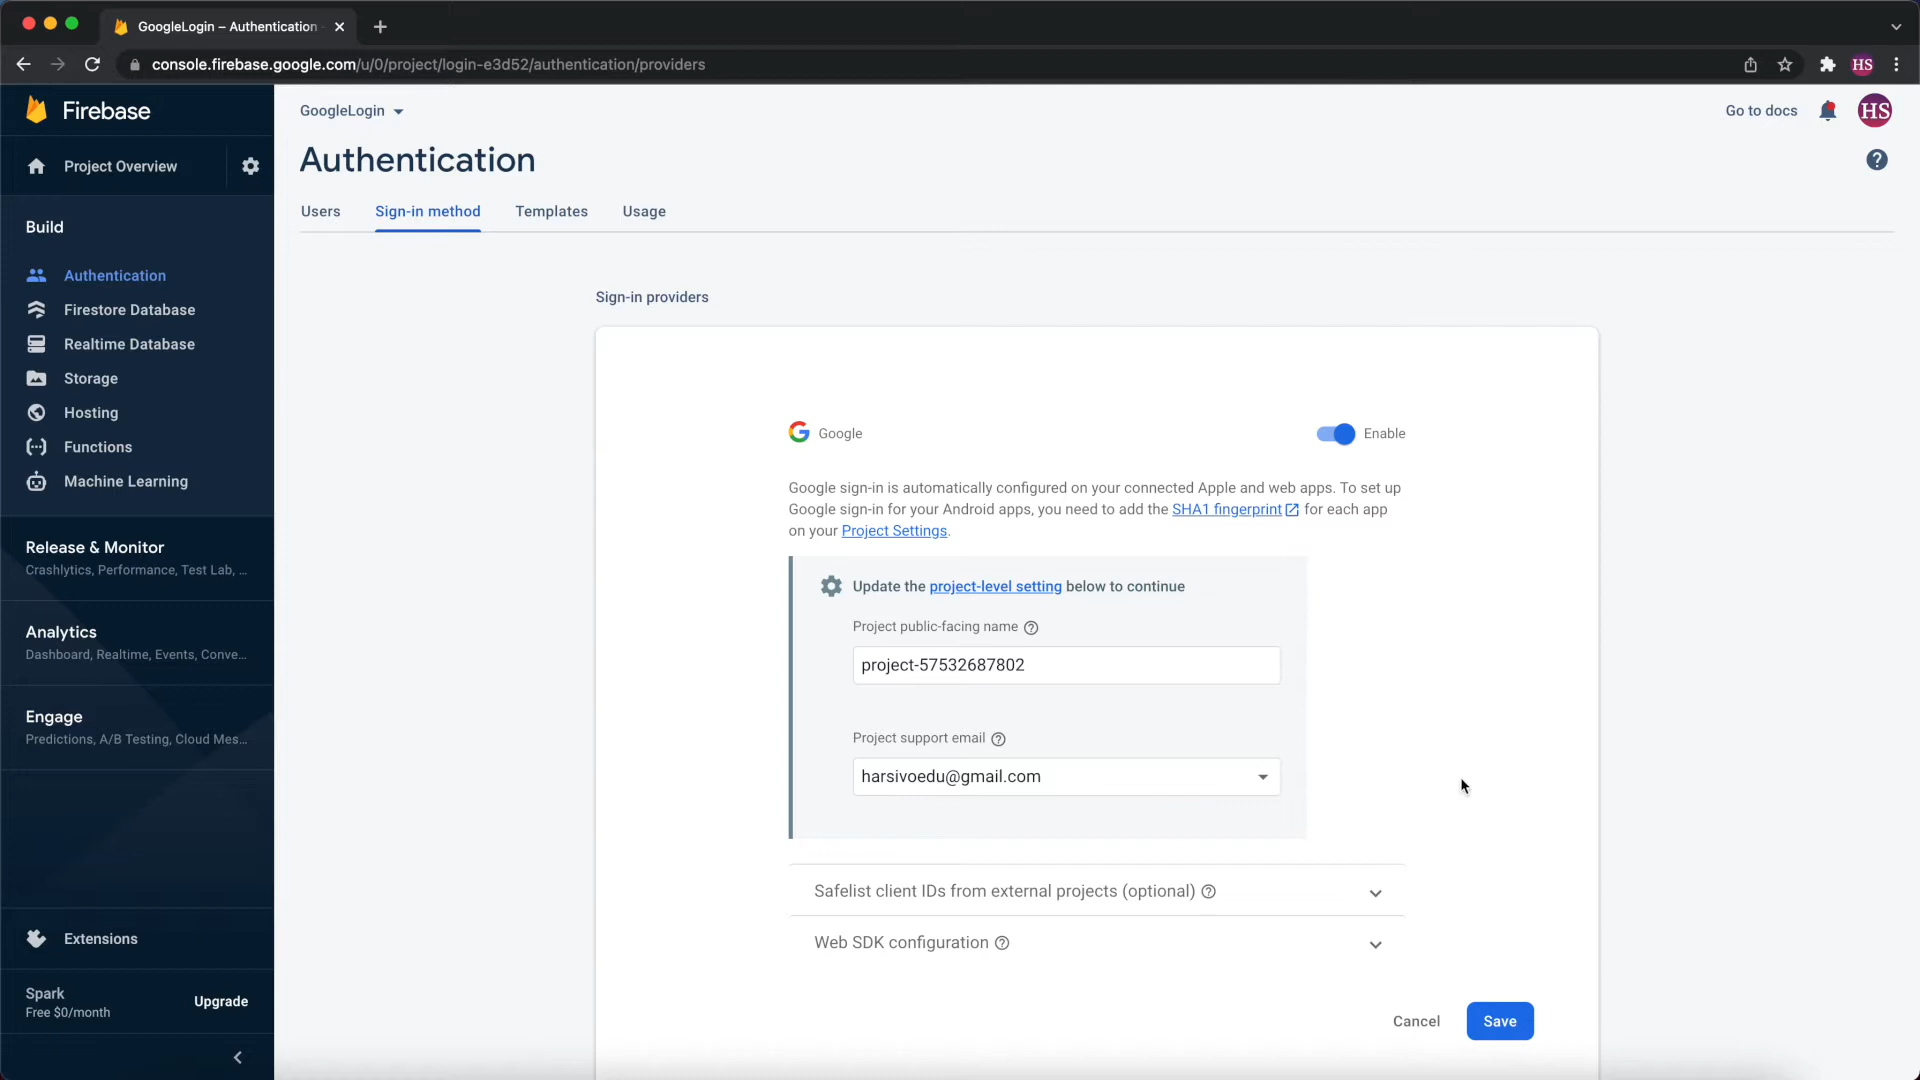 GoogleLogin – Authentication
console.firebase.google.com/u/0/project/login-e3d52/authentication/providers
HS
Firebase
GoogleLogin
Go to docs
HS
Project Overview
Authentication
Users
Sign-in method
Templates
Usage
Build
Authentication
Firestore Database
Realtime Database
Storage
Hosting
Functions
Machine Learning
Release & Monitor
Crashlytics, Performance, Test Lab, ...
Analytics
Dashboard, Realtime, Events, Conve...
Engage
Predictions, A/B Testing, Cloud Mes...
Extensions
Spark
Free $0/month
Upgrade
Sign-in providers
Google
Enable
Google sign-in is automatically configured on your connected Apple and web apps. To set up
Google sign-in for your Android apps, you need to add the SHA1 fingerprint for each app
on your Project Settings.
Update the project-level setting below to continue
Project public-facing name
project-57532687802
Project support email
harsivoedu@gmail.com
Safelist client IDs from external projects (optional)
Web SDK configuration
Cancel
Save